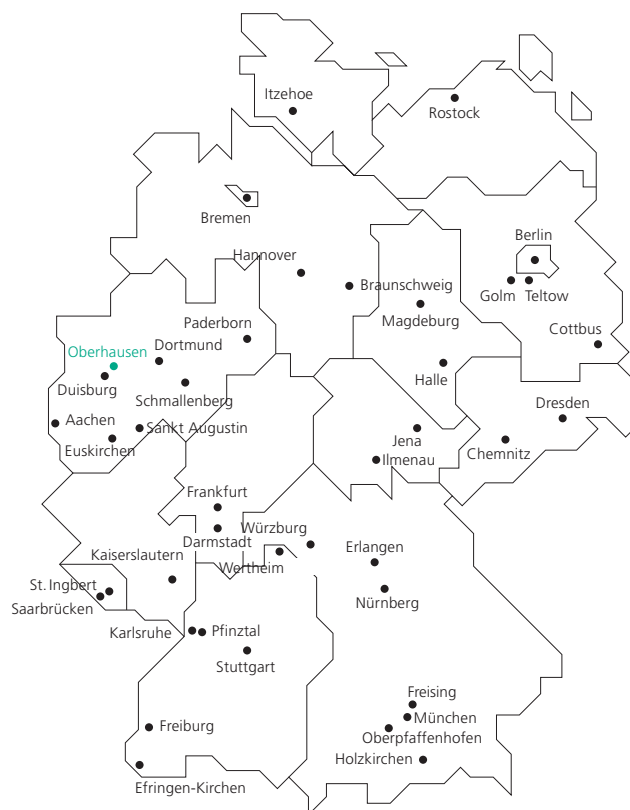 Itzehoe
Rostock
Bremen
Hannover
Berlin
Braunschweig
Golm
Teltow
Magdeburg
Paderborn
Cottbus
Oberhausen
Dortmund
Halle
Duisburg
Schmallenberg
Dresden
Aachen
Sankt Augustin
Jena
Euskirchen
Chemnitz
Ilmenau
Frankfurt
Würzburg
Darmstadt
Erlangen
Kaiserslautern
Wertheim
St. Ingbert
Nürnberg
Saarbrücken
Karlsruhe
Pfinztal
Stuttgart
Freising
München
Freiburg
Oberpfaffenhofen
Holzkirchen
Efringen-Kirchen